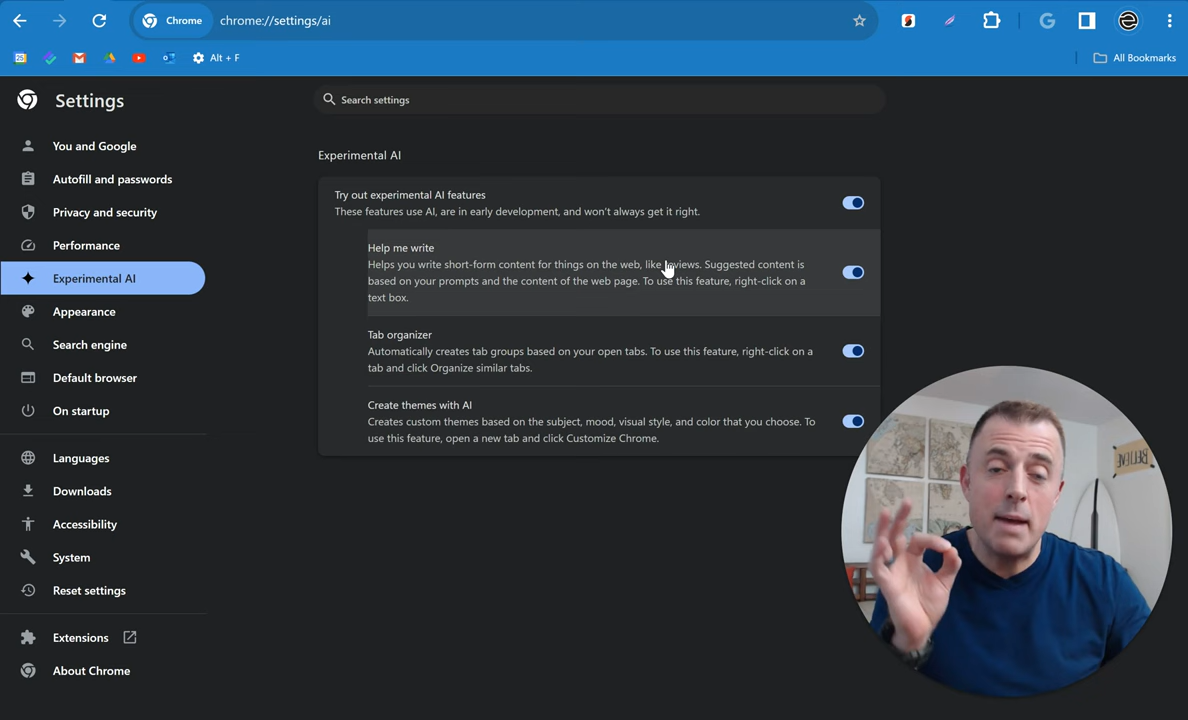 Chrome
chrome://settings/ai
Alt + F
All Bookmarks
Settings
Search settings
You and Google
Autofill and passwords
Privacy and security
Performance
Experimental AI
Appearance
Search engine
Default browser
On startup
Languages
Downloads
Accessibility
System
Reset settings
Extensions
About Chrome
Experimental AI
Try out experimental AI features
These features use AI, are in early development, and won't always get it right.
Help me write
Helps you write short-form content for things on the web, like reviews. Suggested content is
based on your prompts and the content of the web page. To use this feature, right-click on a
text box.
Tab organizer
Automatically creates tab groups based on your open tabs. To use this feature, right-click on a
tab and click Organize similar tabs.
Create themes with AI
Creates custom themes based on the subject, mood, visual style, and color that you choose. To
use this feature, open a new tab and click Customize Chrome.
BELIEVE